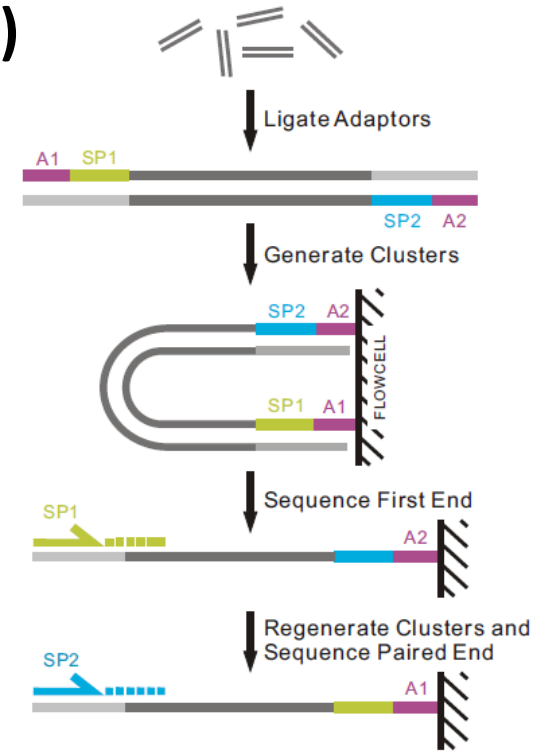 )
Ligate Adaptors
A1 SP1
SP2 A2
Generate Clusters
SP2 A2
FLOWCELL
SP1 A1
Sequence First End
SP1
A2
Regenerate Clusters and
Sequence Paired End
SP2
A1